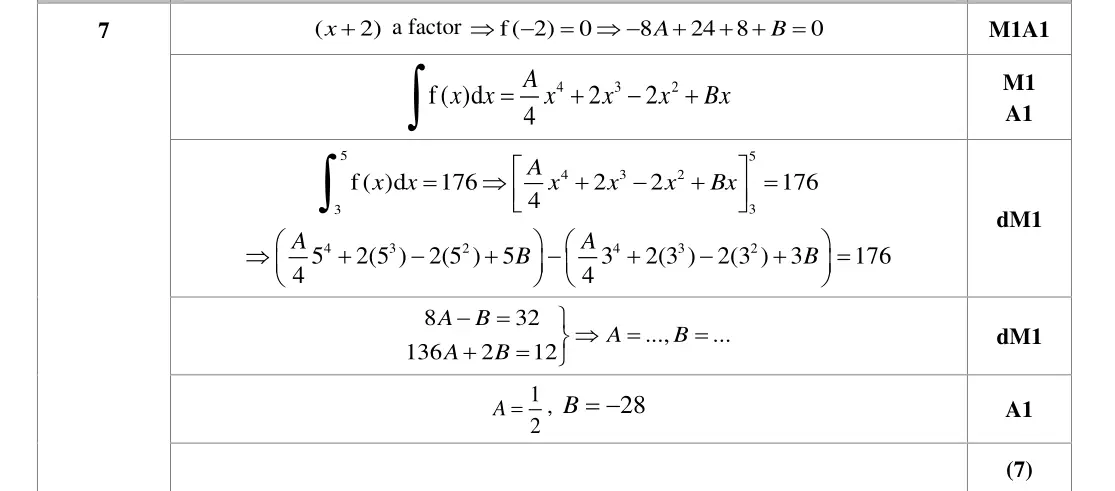 7
(x + 2) a factor ⇒ f(−2) = 0 ⇒ −8A + 24 + 8 + B = 0
M1A1
∫ f(x)dx = A/4 x⁴ + 2x³ − 2x² + Bx
M1
A1
∫₃⁵ f(x)dx = 176 ⇒ [A/4 x⁴ + 2x³ − 2x² + Bx]₃⁵ = 176
⇒ (A/4 5⁴ + 2(5³) − 2(5²) + 5B) − (A/4 3⁴ + 2(3³) − 2(3²) + 3B) = 176
dM1
8A − B = 32
136A + 2B = 12} ⇒ A = ..., B = ...
dM1
A = 1/2, B = −28
A1
(7)